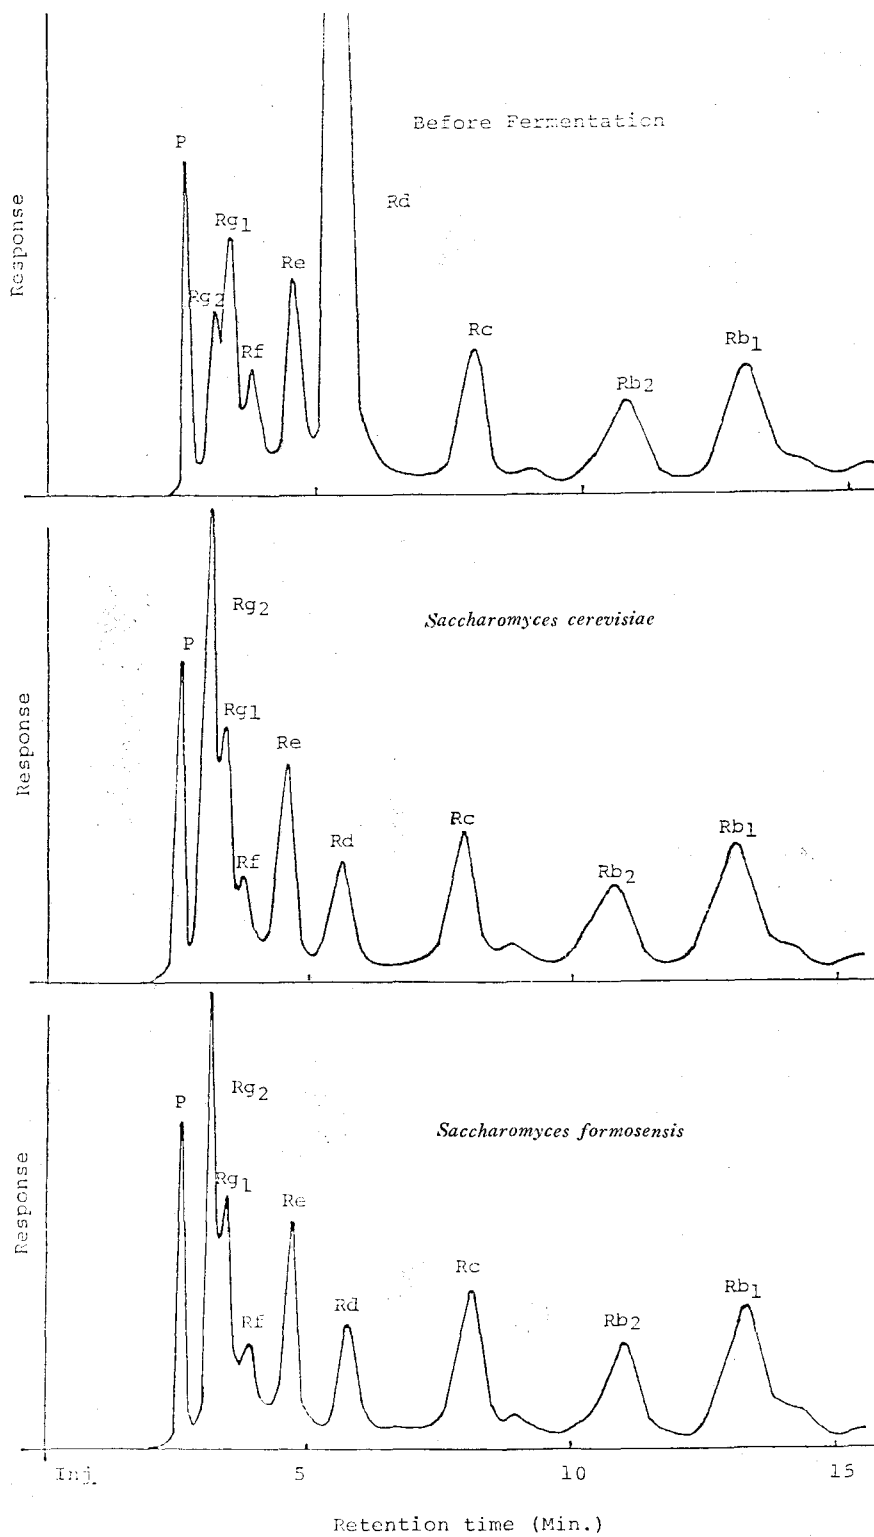 Before Fermentation
P
Rd
Response
Rg1
Re
Rg2
Rc
Rb1
Rf
Rb2
Rg2
Saccharomyces cerevisiae
P
Response
Rg1
Re
Rc
Rb1
Rd
Rf
Rb2
Rg2
P
Saccharomyces formosensis
Response
Rg1
Re
Rc
Rb1
Rd
Rb2
Rf
Inj.
5
10
15
Retention time (Min.)